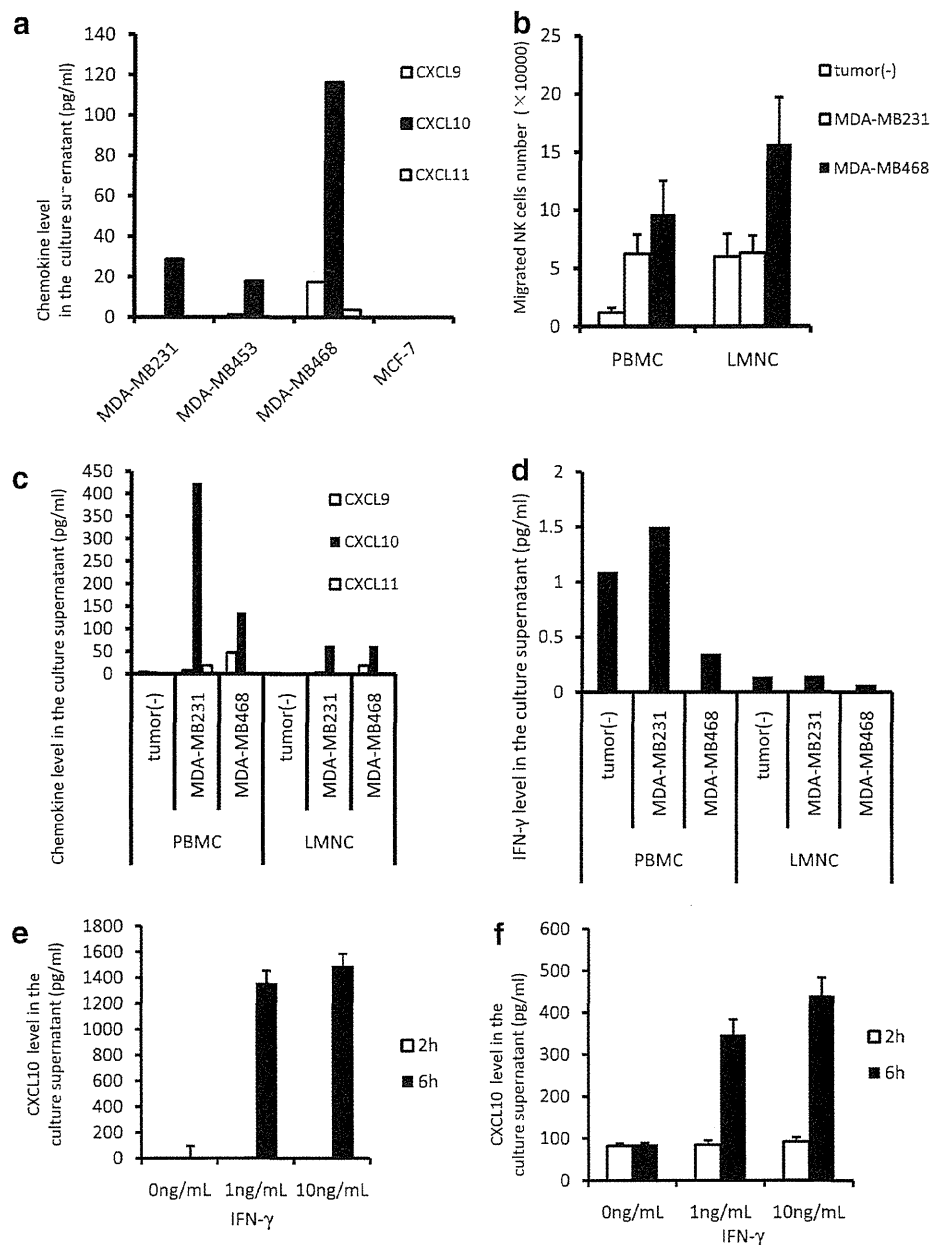 a
140
120
100
80
60
40
20
0
Chemokine level
in the culture su⁻ernatant (pg/ml)
CXCL9
CXCL10
CXCL11
MDA-MB231
MDA-MB453
MDA-MB468
MCF-7
b
25
20
15
10
5
0
Migrated NK cells number (×10000)
tumor(-)
MDA-MB231
MDA-MB468
PBMC
LMNC
c
450
400
350
300
250
200
150
100
50
0
Chemokine level in the culture supernatant (pg/ml)
CXCL9
CXCL10
CXCL11
tumor(-)
MDA-MB231
MDA-MB468
tumor(-)
MDA-MB231
MDA-MB468
PBMC
LMNC
d
2
1.5
1
0.5
0
IFN-γ level in the culture supernatant (pg/ml)
tumor(-)
MDA-MB231
MDA-MB468
tumor(-)
MDA-MB231
MDA-MB468
PBMC
LMNC
e
1800
1600
1400
1200
1000
800
600
400
200
0
CXCL10 level in the
culture supernatant (pg/ml)
2h
6h
0ng/mL
1ng/mL
10ng/mL
IFN-γ
f
600
500
400
300
200
100
0
CXCL10 level in the
culture supernatant (pg/ml)
2h
6h
0ng/mL
1ng/mL
10ng/mL
IFN-γ